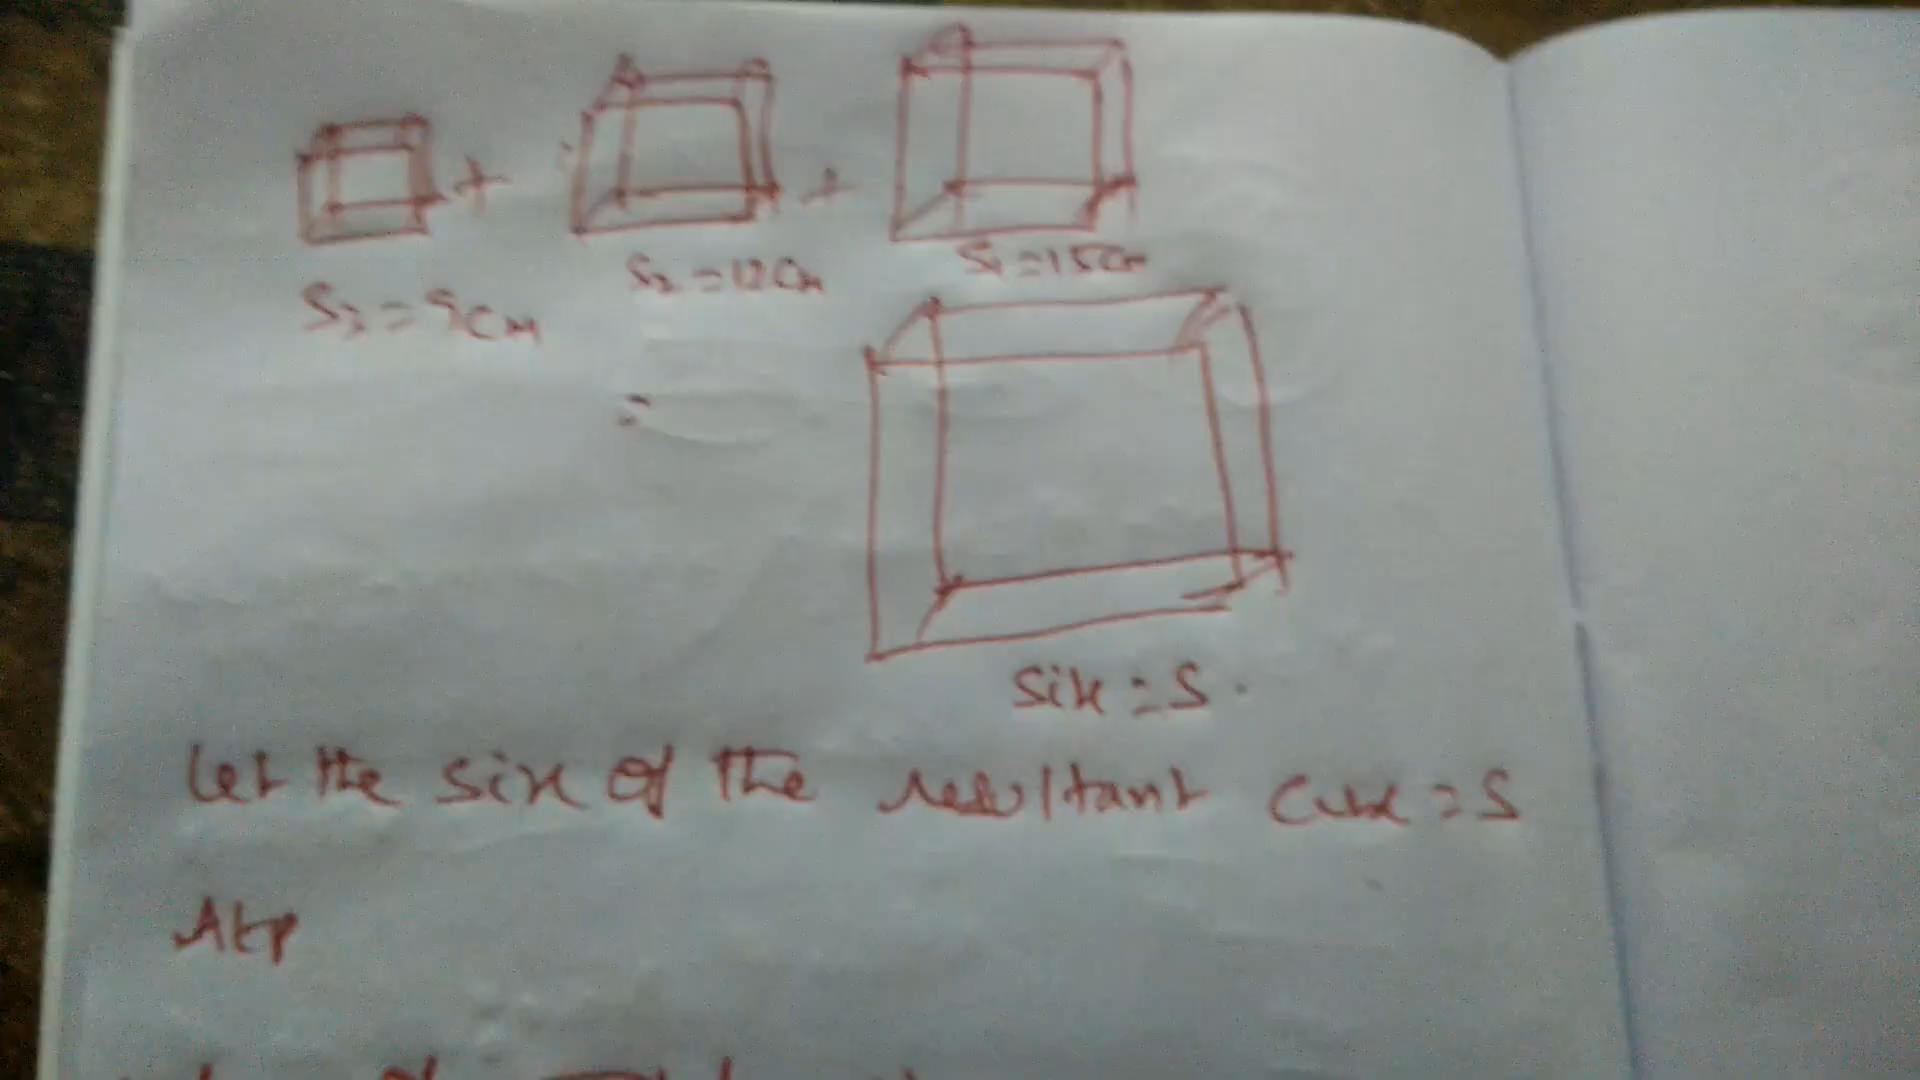 + +
S3 = 9cm S2 = 12cm S1 = 15cm
=
Side = S.
Let the side of the resultant cube = S
Atp